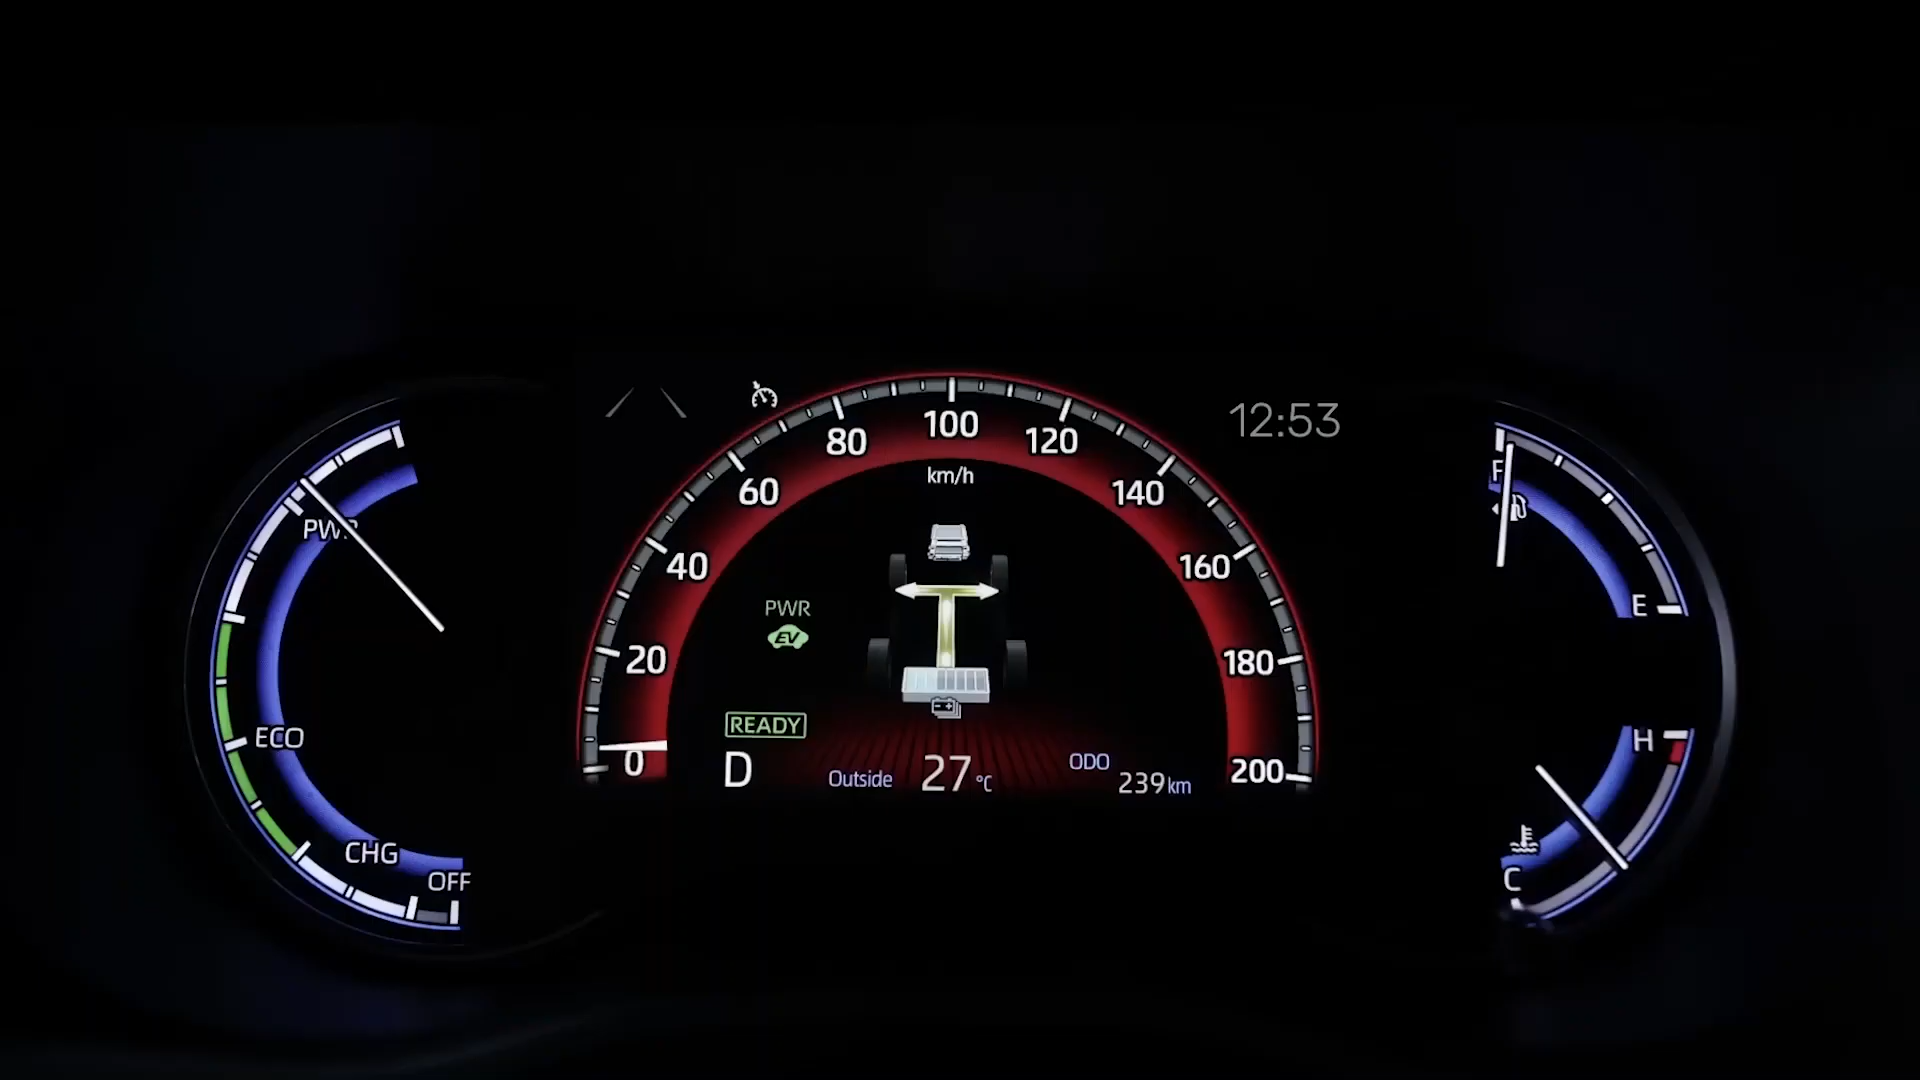 PWR
ECO
CHG
OFF
0
20
40
60
80
100
120
140
160
180
200
km/h
12:53
PWR
EV
READY
D
Outside 27 °C
ODO
239 km
F
E
H
C